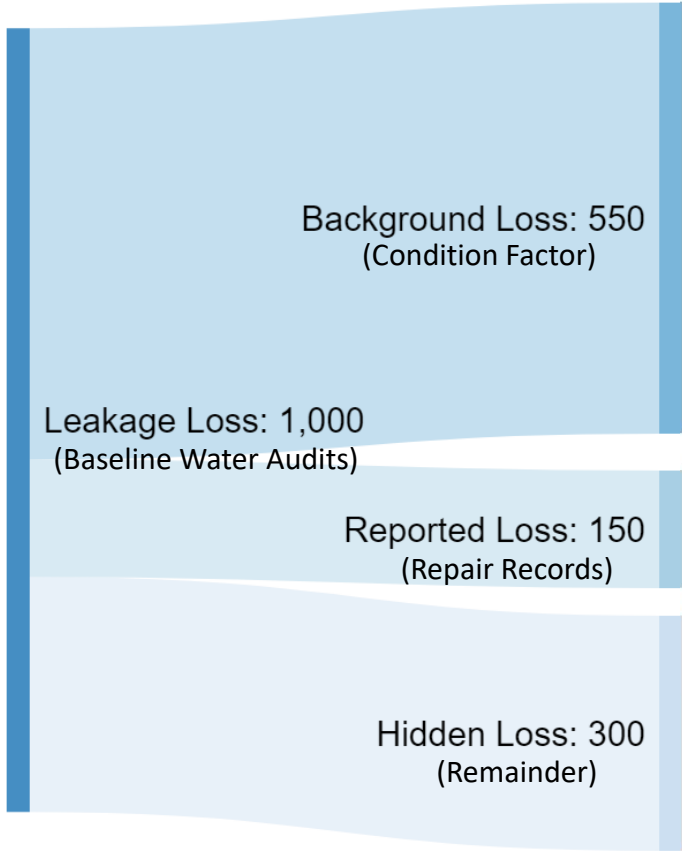 Background Loss: 550
(Condition Factor)
Leakage Loss: 1,000
(Baseline Water Audits)
Reported Loss: 150
(Repair Records)
Hidden Loss: 300
(Remainder)